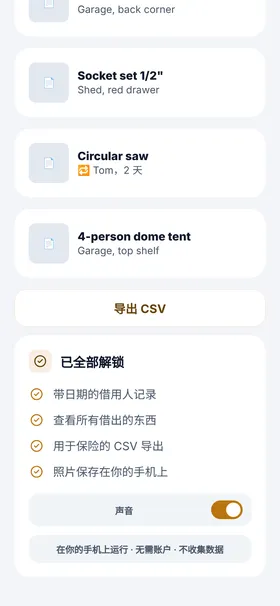 Garage, back corner
Socket set 1/2"
Shed, red drawer
Circular saw
🔁 Tom，2 天
4-person dome tent
Garage, top shelf
导出 CSV
已全部解锁
带日期的借用人记录
查看所有借出的东西
用于保险的 CSV 导出
照片保存在你的手机上
声音
在你的手机上运行 · 无需账户 · 不收集数据